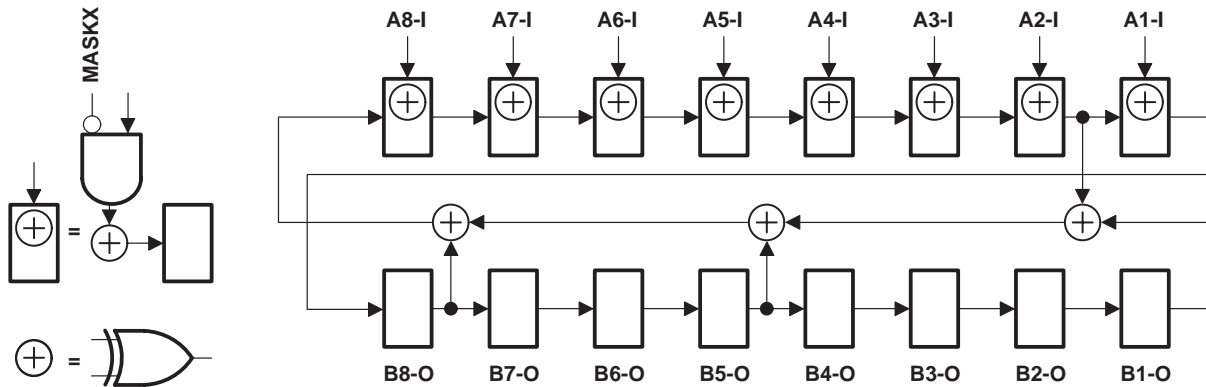 A8-I A7-I A6-I A5-I A4-I A3-I A2-I A1-I
MASKX
=
=
B8-O B7-O B6-O B5-O B4-O B3-O B2-O B1-O